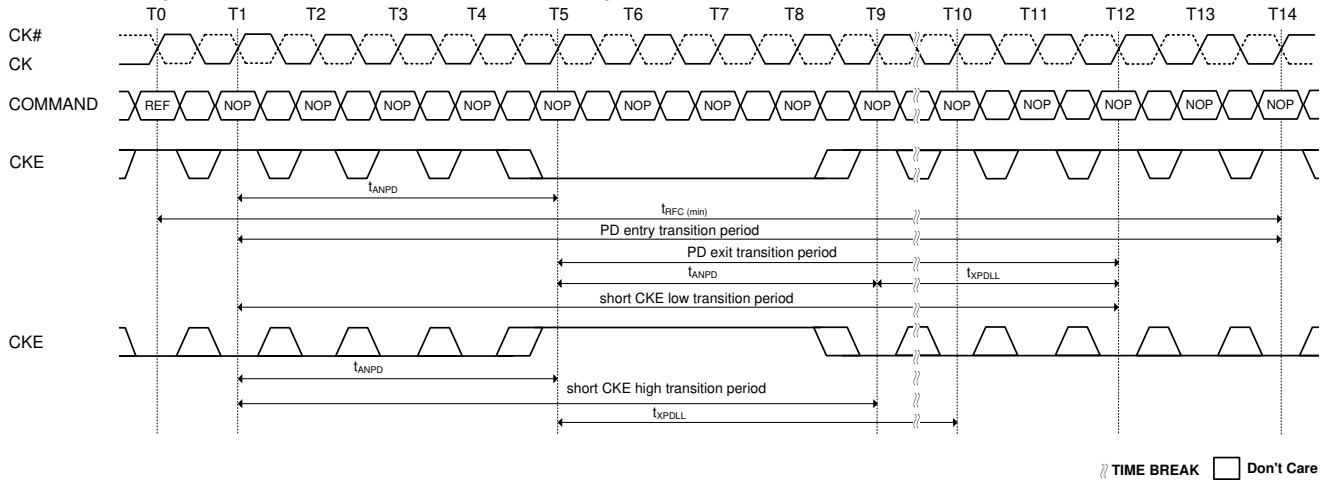 T0 T1 T2 T3 T4 T5 T6 T7 T8 T9 T10 T11 T12 T13 T14
CK#
CK
COMMAND REF NOP NOP NOP NOP NOP NOP NOP NOP NOP NOP NOP NOP NOP NOP
CKE
tANPD
tRFC (min)
PD entry transition period
PD exit transition period
tANPD tXPDLL
short CKE low transition period
CKE
tANPD
short CKE high transition period
tXPDLL
TIME BREAK Don't Care